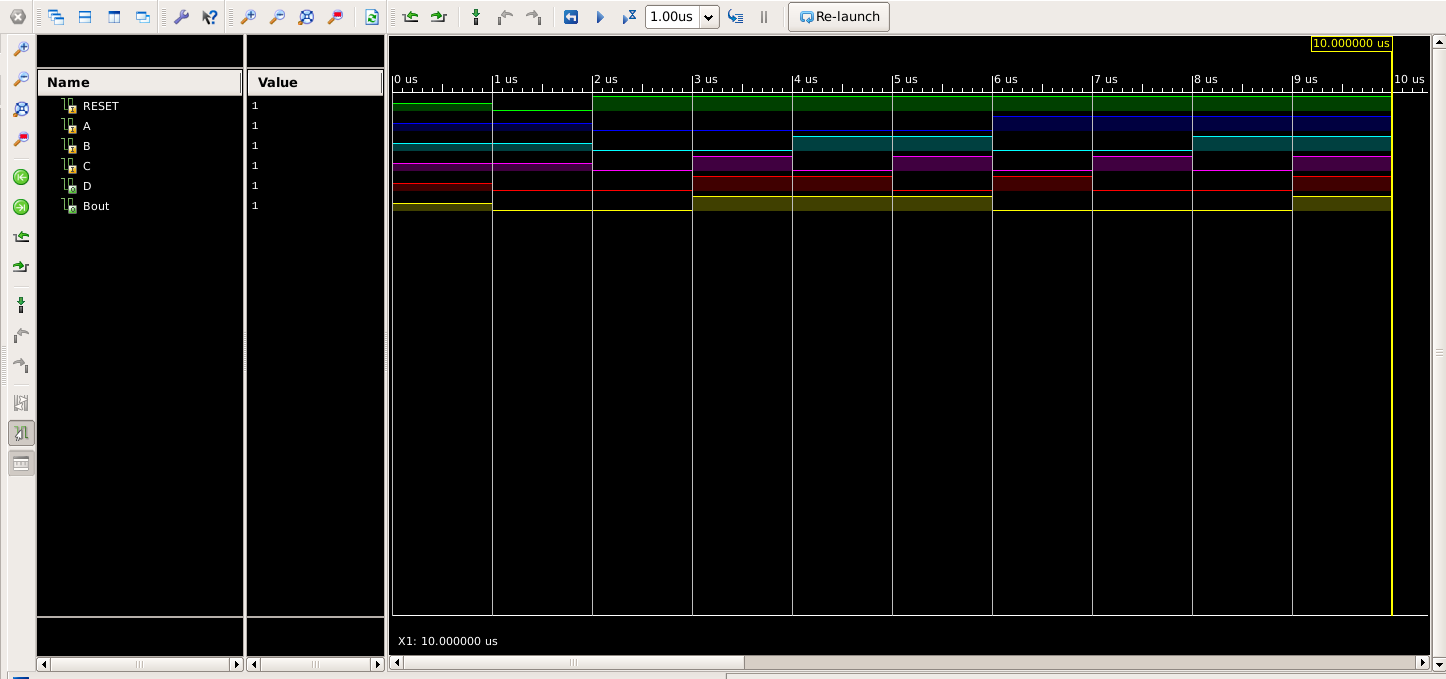 1.00us
Re-launch
10.000000 us
Name
Value
0 us 1 us 2 us 3 us 4 us 5 us 6 us 7 us 8 us 9 us 10 us
RESET 1
A 1
B 1
C 1
D 1
Bout 1
X1: 10.000000 us